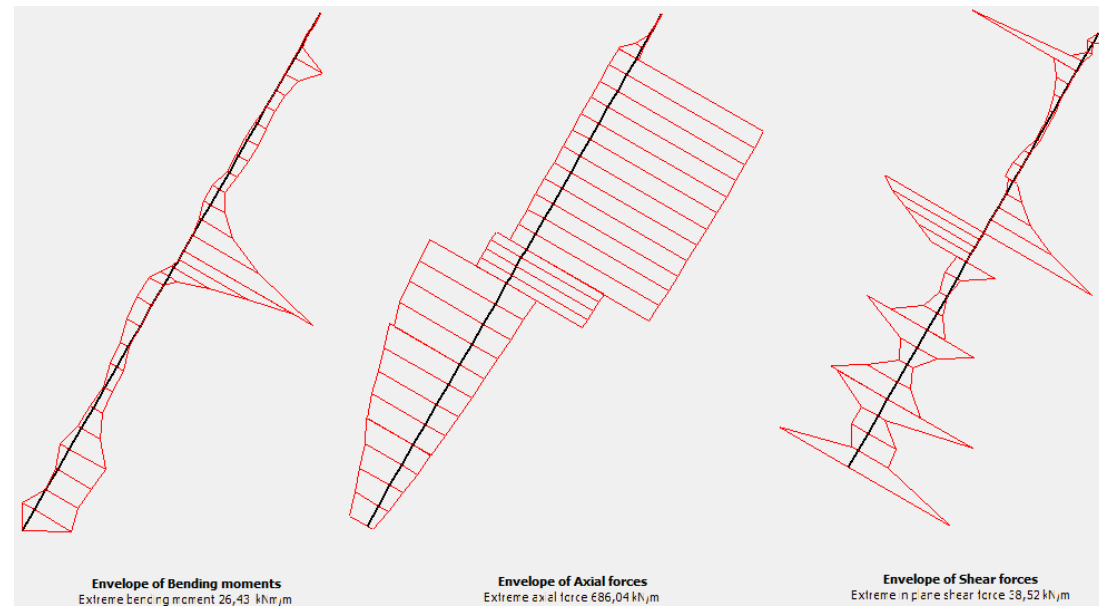 Envelope of Bending moments
Extreme bending moment 26,43 kNm/m
Envelope of Axial forces
Extreme axial force 686,04 kN/m
Envelope of Shear forces
Extreme in plane shear force 38,52 kN/m